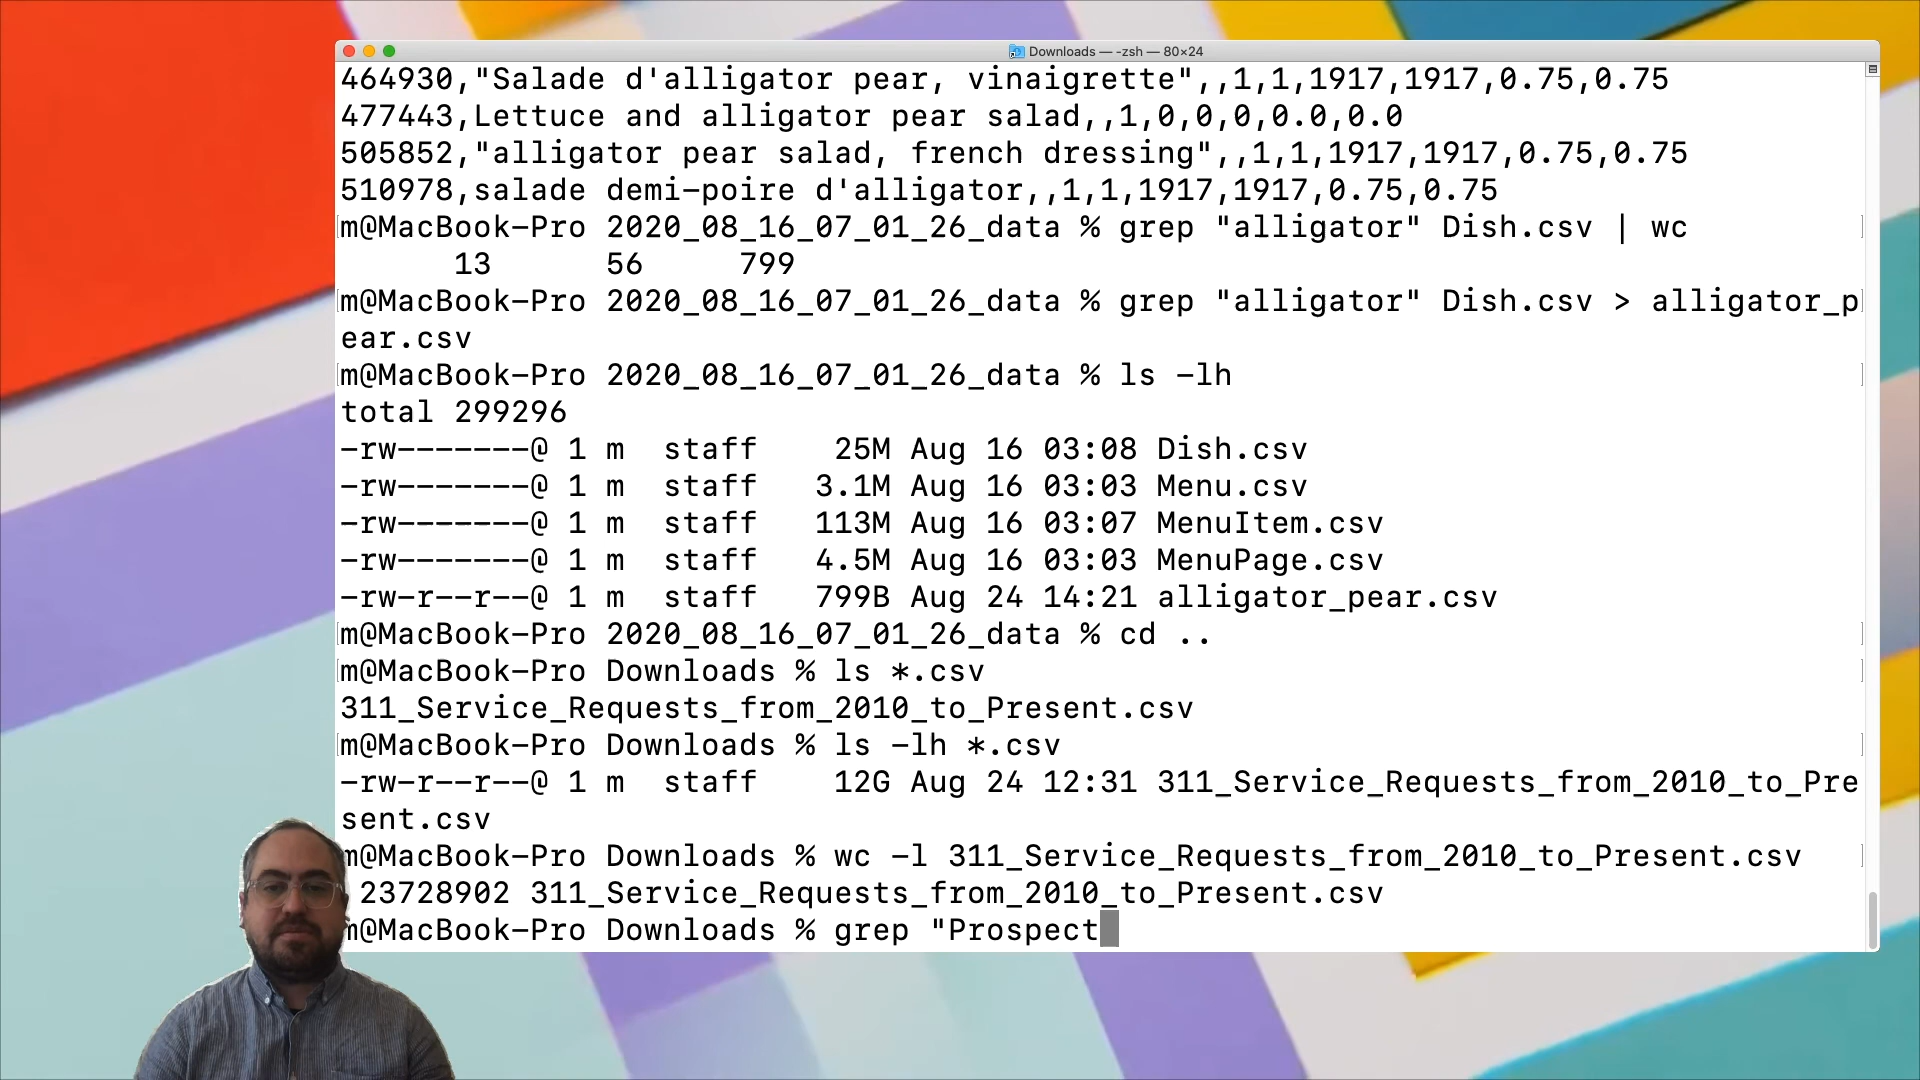 Downloads — -zsh — 80×24
464930,"Salade d'alligator pear, vinaigrette",,1,1,1917,1917,0.75,0.75
477443,Lettuce and alligator pear salad,,1,0,0,0,0.0,0.0
505852,"alligator pear salad, french dressing",,1,1,1917,1917,0.75,0.75
510978,salade demi-poire d'alligator,,1,1,1917,1917,0.75,0.75
m@MacBook-Pro 2020_08_16_07_01_26_data % grep "alligator" Dish.csv | wc
13 56 799
m@MacBook-Pro 2020_08_16_07_01_26_data % grep "alligator" Dish.csv > alligator_p
ear.csv
m@MacBook-Pro 2020_08_16_07_01_26_data % ls -lh
total 299296
-rw-------@ 1 m staff 25M Aug 16 03:08 Dish.csv
-rw-------@ 1 m staff 3.1M Aug 16 03:03 Menu.csv
-rw-------@ 1 m staff 113M Aug 16 03:07 MenuItem.csv
-rw-------@ 1 m staff 4.5M Aug 16 03:03 MenuPage.csv
-rw-r--r--@ 1 m staff 799B Aug 24 14:21 alligator_pear.csv
m@MacBook-Pro 2020_08_16_07_01_26_data % cd ..
m@MacBook-Pro Downloads % ls *.csv
311_Service_Requests_from_2010_to_Present.csv
m@MacBook-Pro Downloads % ls -lh *.csv
-rw-r--r--@ 1 m staff 12G Aug 24 12:31 311_Service_Requests_from_2010_to_Pre
sent.csv
m@MacBook-Pro Downloads % wc -l 311_Service_Requests_from_2010_to_Present.csv
23728902 311_Service_Requests_from_2010_to_Present.csv
m@MacBook-Pro Downloads % grep "Prospect